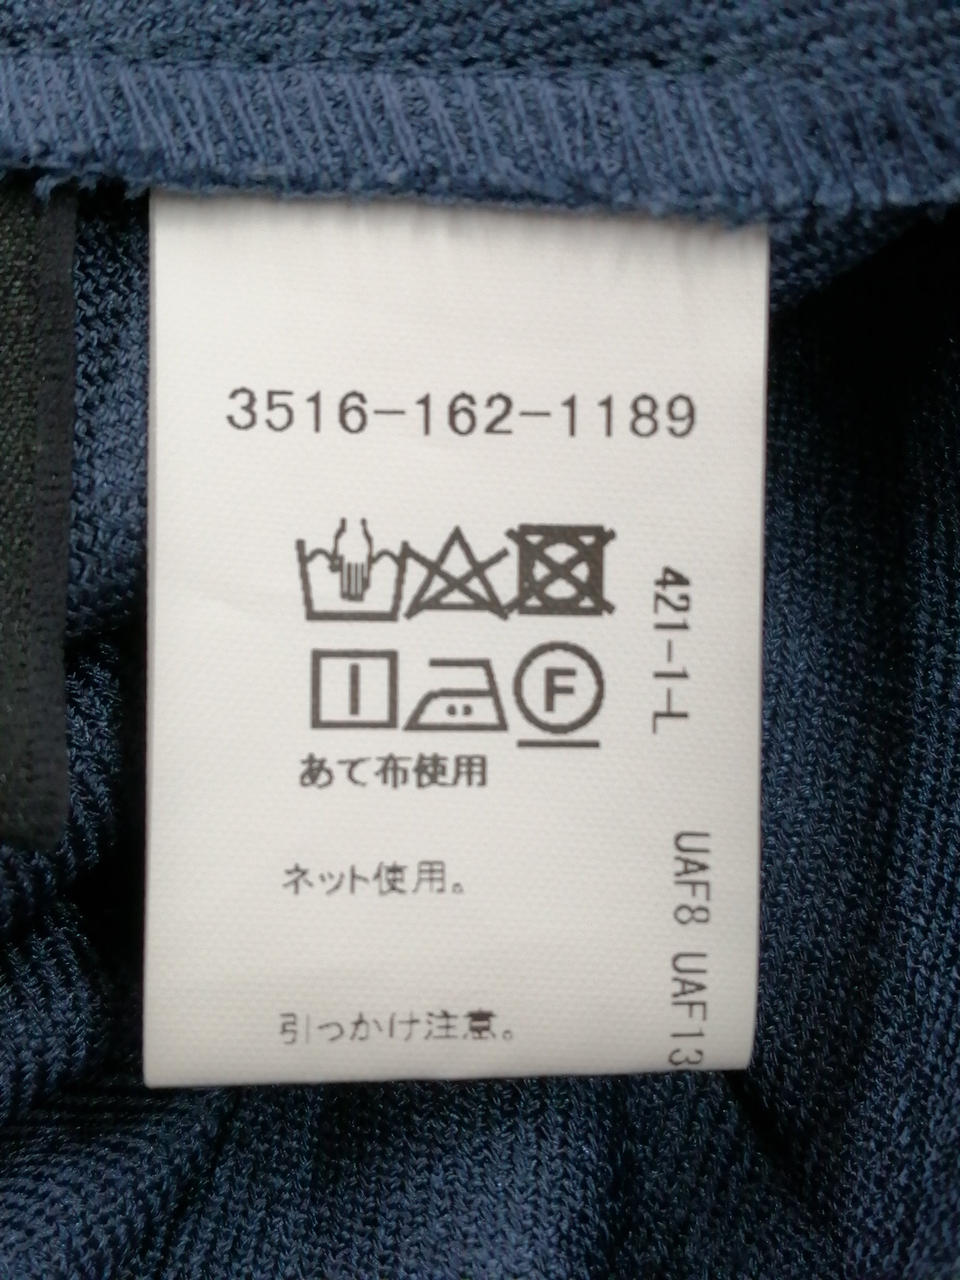 3516-162-1189
F
あて布使用
ネット使用。
引っかけ注意。
421-1-L
UAF8 UAF13